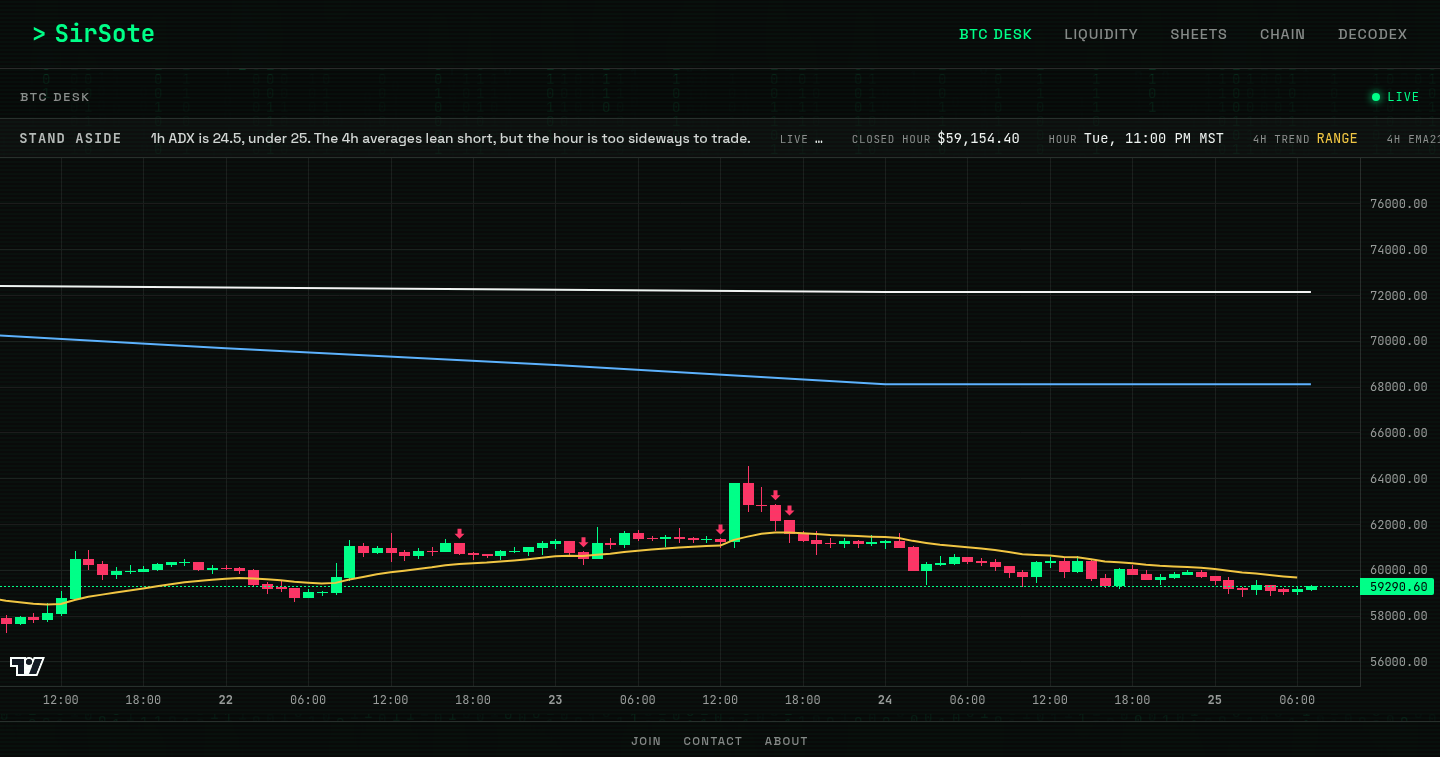 > SirSote
BTC DESK LIQUIDITY SHEETS CHAIN DECODEX
BTC DESK
LIVE
STAND ASIDE 1h ADX is 24.5, under 25. The 4h averages lean short, but the hour is too sideways to trade. LIVE … CLOSED HOUR $59,154.40 HOUR Tue, 11:00 PM MST 4H TREND RANGE 4H
76000.00
74000.00
72000.00
70000.00
68000.00
66000.00
64000.00
62000.00
60000.00
59290.60
58000.00
56000.00
12:00 18:00 22 06:00 12:00 18:00 23 06:00 12:00 18:00 24 06:00 12:00 18:00 25 06:00
JOIN CONTACT ABOUT